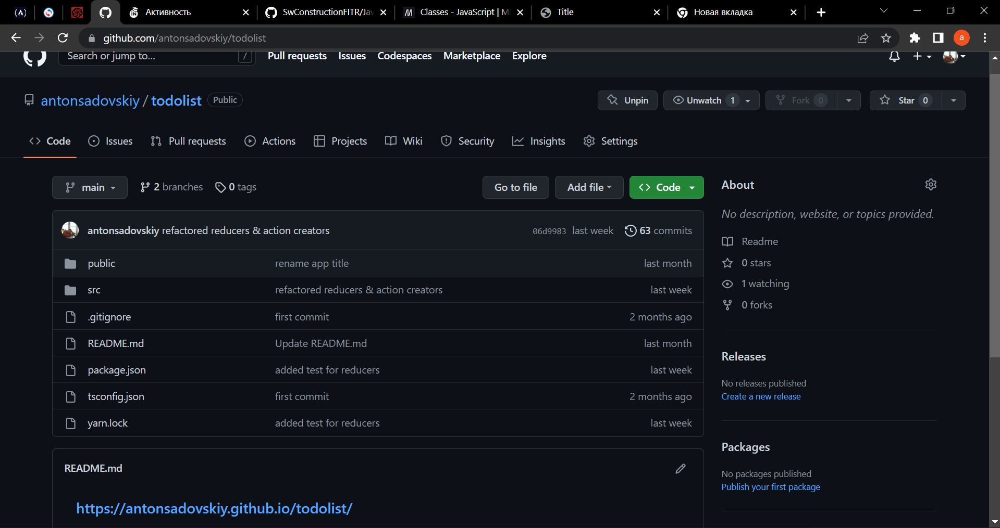 Активность
SwConstructionFITR/Jav
Classes - JavaScript | M
Title
Новая вкладка
github.com/antonsadovskiy/todolist
a
Search or jump to...
/
Pull requests
Issues
Codespaces
Marketplace
Explore
antonsadovskiy / todolist
Public
Unpin
Unwatch 1
Fork 0
Star 0
Code
Issues
Pull requests
Actions
Projects
Wiki
Security
Insights
Settings
main
2 branches
0 tags
Go to file
Add file
Code
antonsadovskiy refactored reducers & action creators
06d9983 last week
63 commits
public
rename app title
last month
src
refactored reducers & action creators
last week
.gitignore
first commit
2 months ago
README.md
Update README.md
last month
package.json
added test for reducers
last week
tsconfig.json
first commit
2 months ago
yarn.lock
added test for reducers
last week
README.md
https://antonsadovskiy.github.io/todolist/
About
No description, website, or topics provided.
Readme
0 stars
1 watching
0 forks
Releases
No releases published
Create a new release
Packages
No packages published
Publish your first package